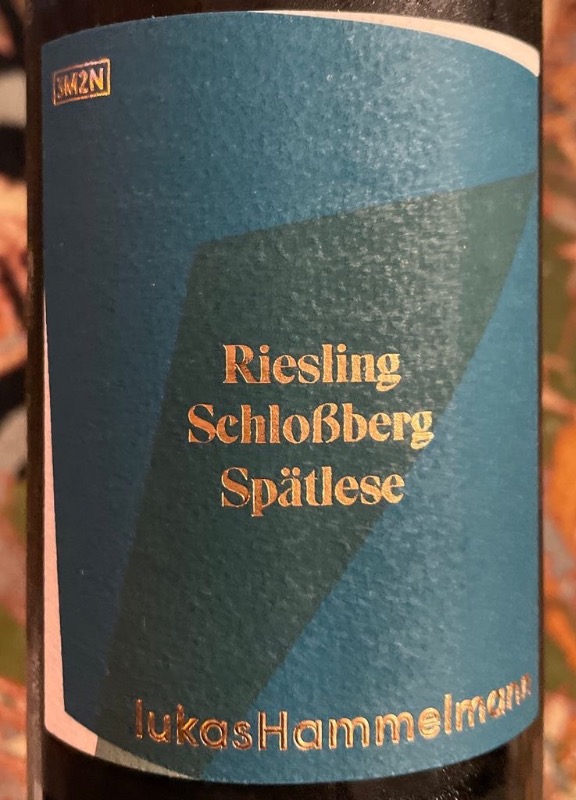 3M2N
Riesling
Schloßberg
Spätlese
lukasHammelmann